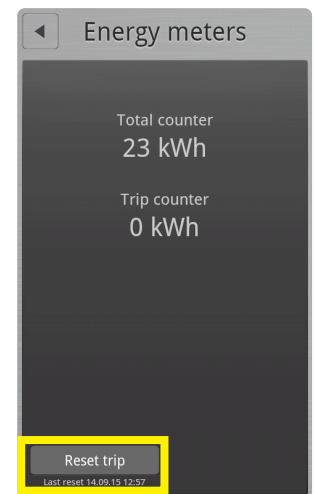 Energy meters
Total counter
23 kWh
Trip counter
0 kWh
Reset trip
Last reset 14.09.15 12:57